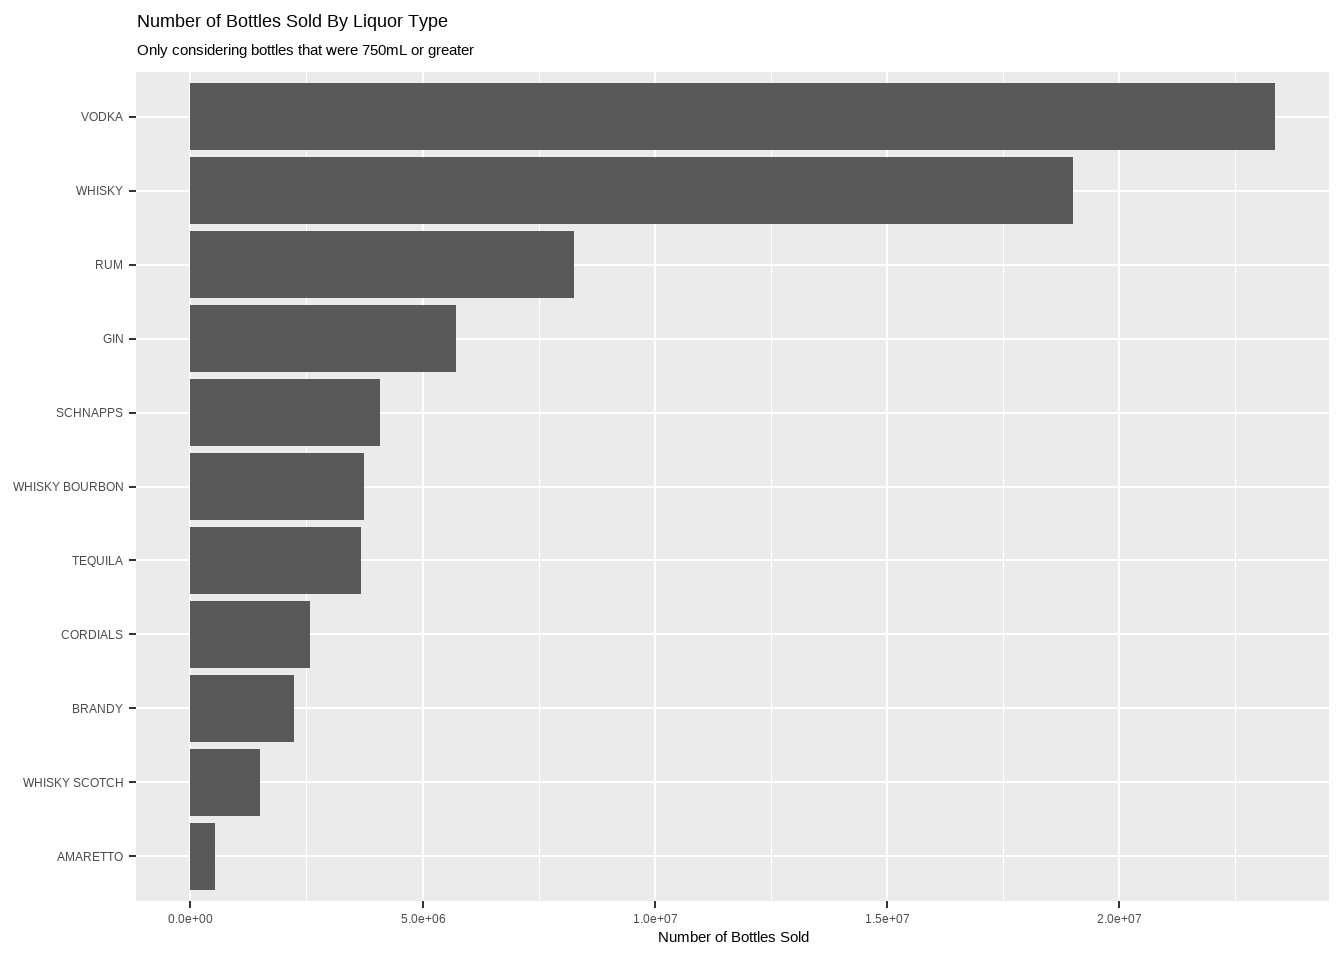 Number of Bottles Sold By Liquor Type
Only considering bottles that were 750mL or greater
VODKA
WHISKY
RUM
GIN
SCHNAPPS
WHISKY BOURBON
TEQUILA
CORDIALS
BRANDY
WHISKY SCOTCH
AMARETTO
0.0e+00 5.0e+06 1.0e+07 1.5e+07 2.0e+07
Number of Bottles Sold